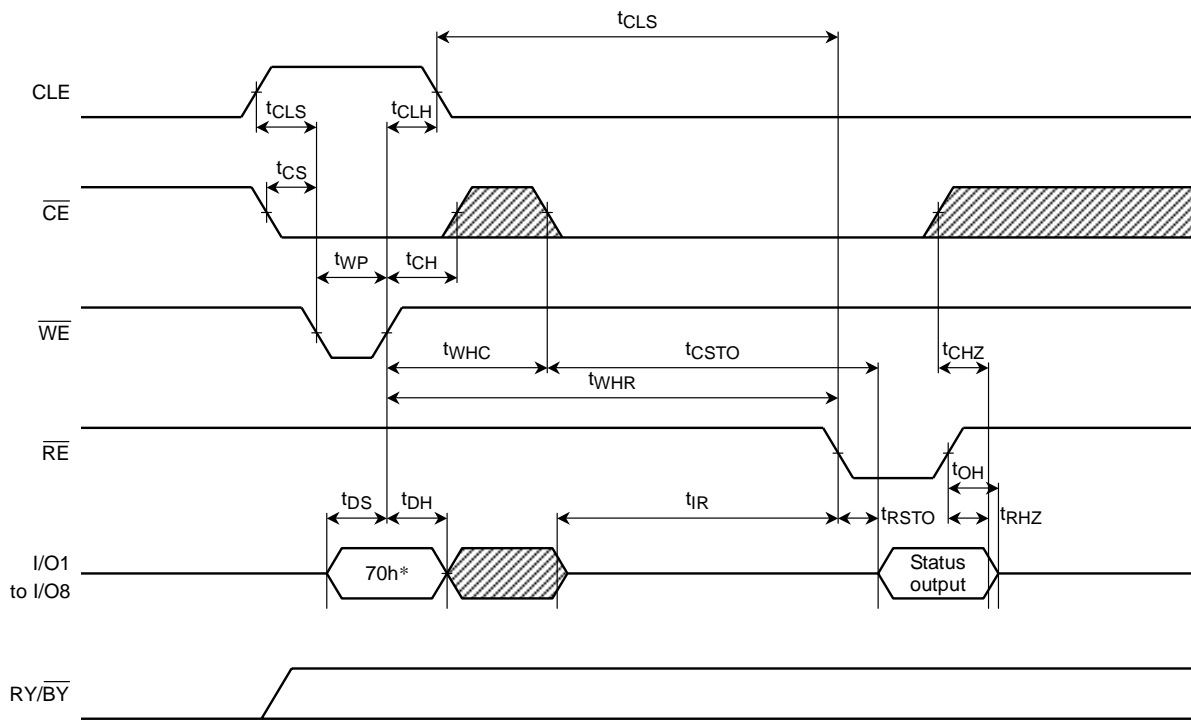 tCLS
CLE
tCLS
tCLH
tCS
CE
tWP
tCH
WE
tWHC
tCSTO
tCHZ
tWHR
RE
tOH
tDS
tDH
tIR
tRSTO
tRHZ
I/O1
to I/O8
70h*
Status
output
RY/BY